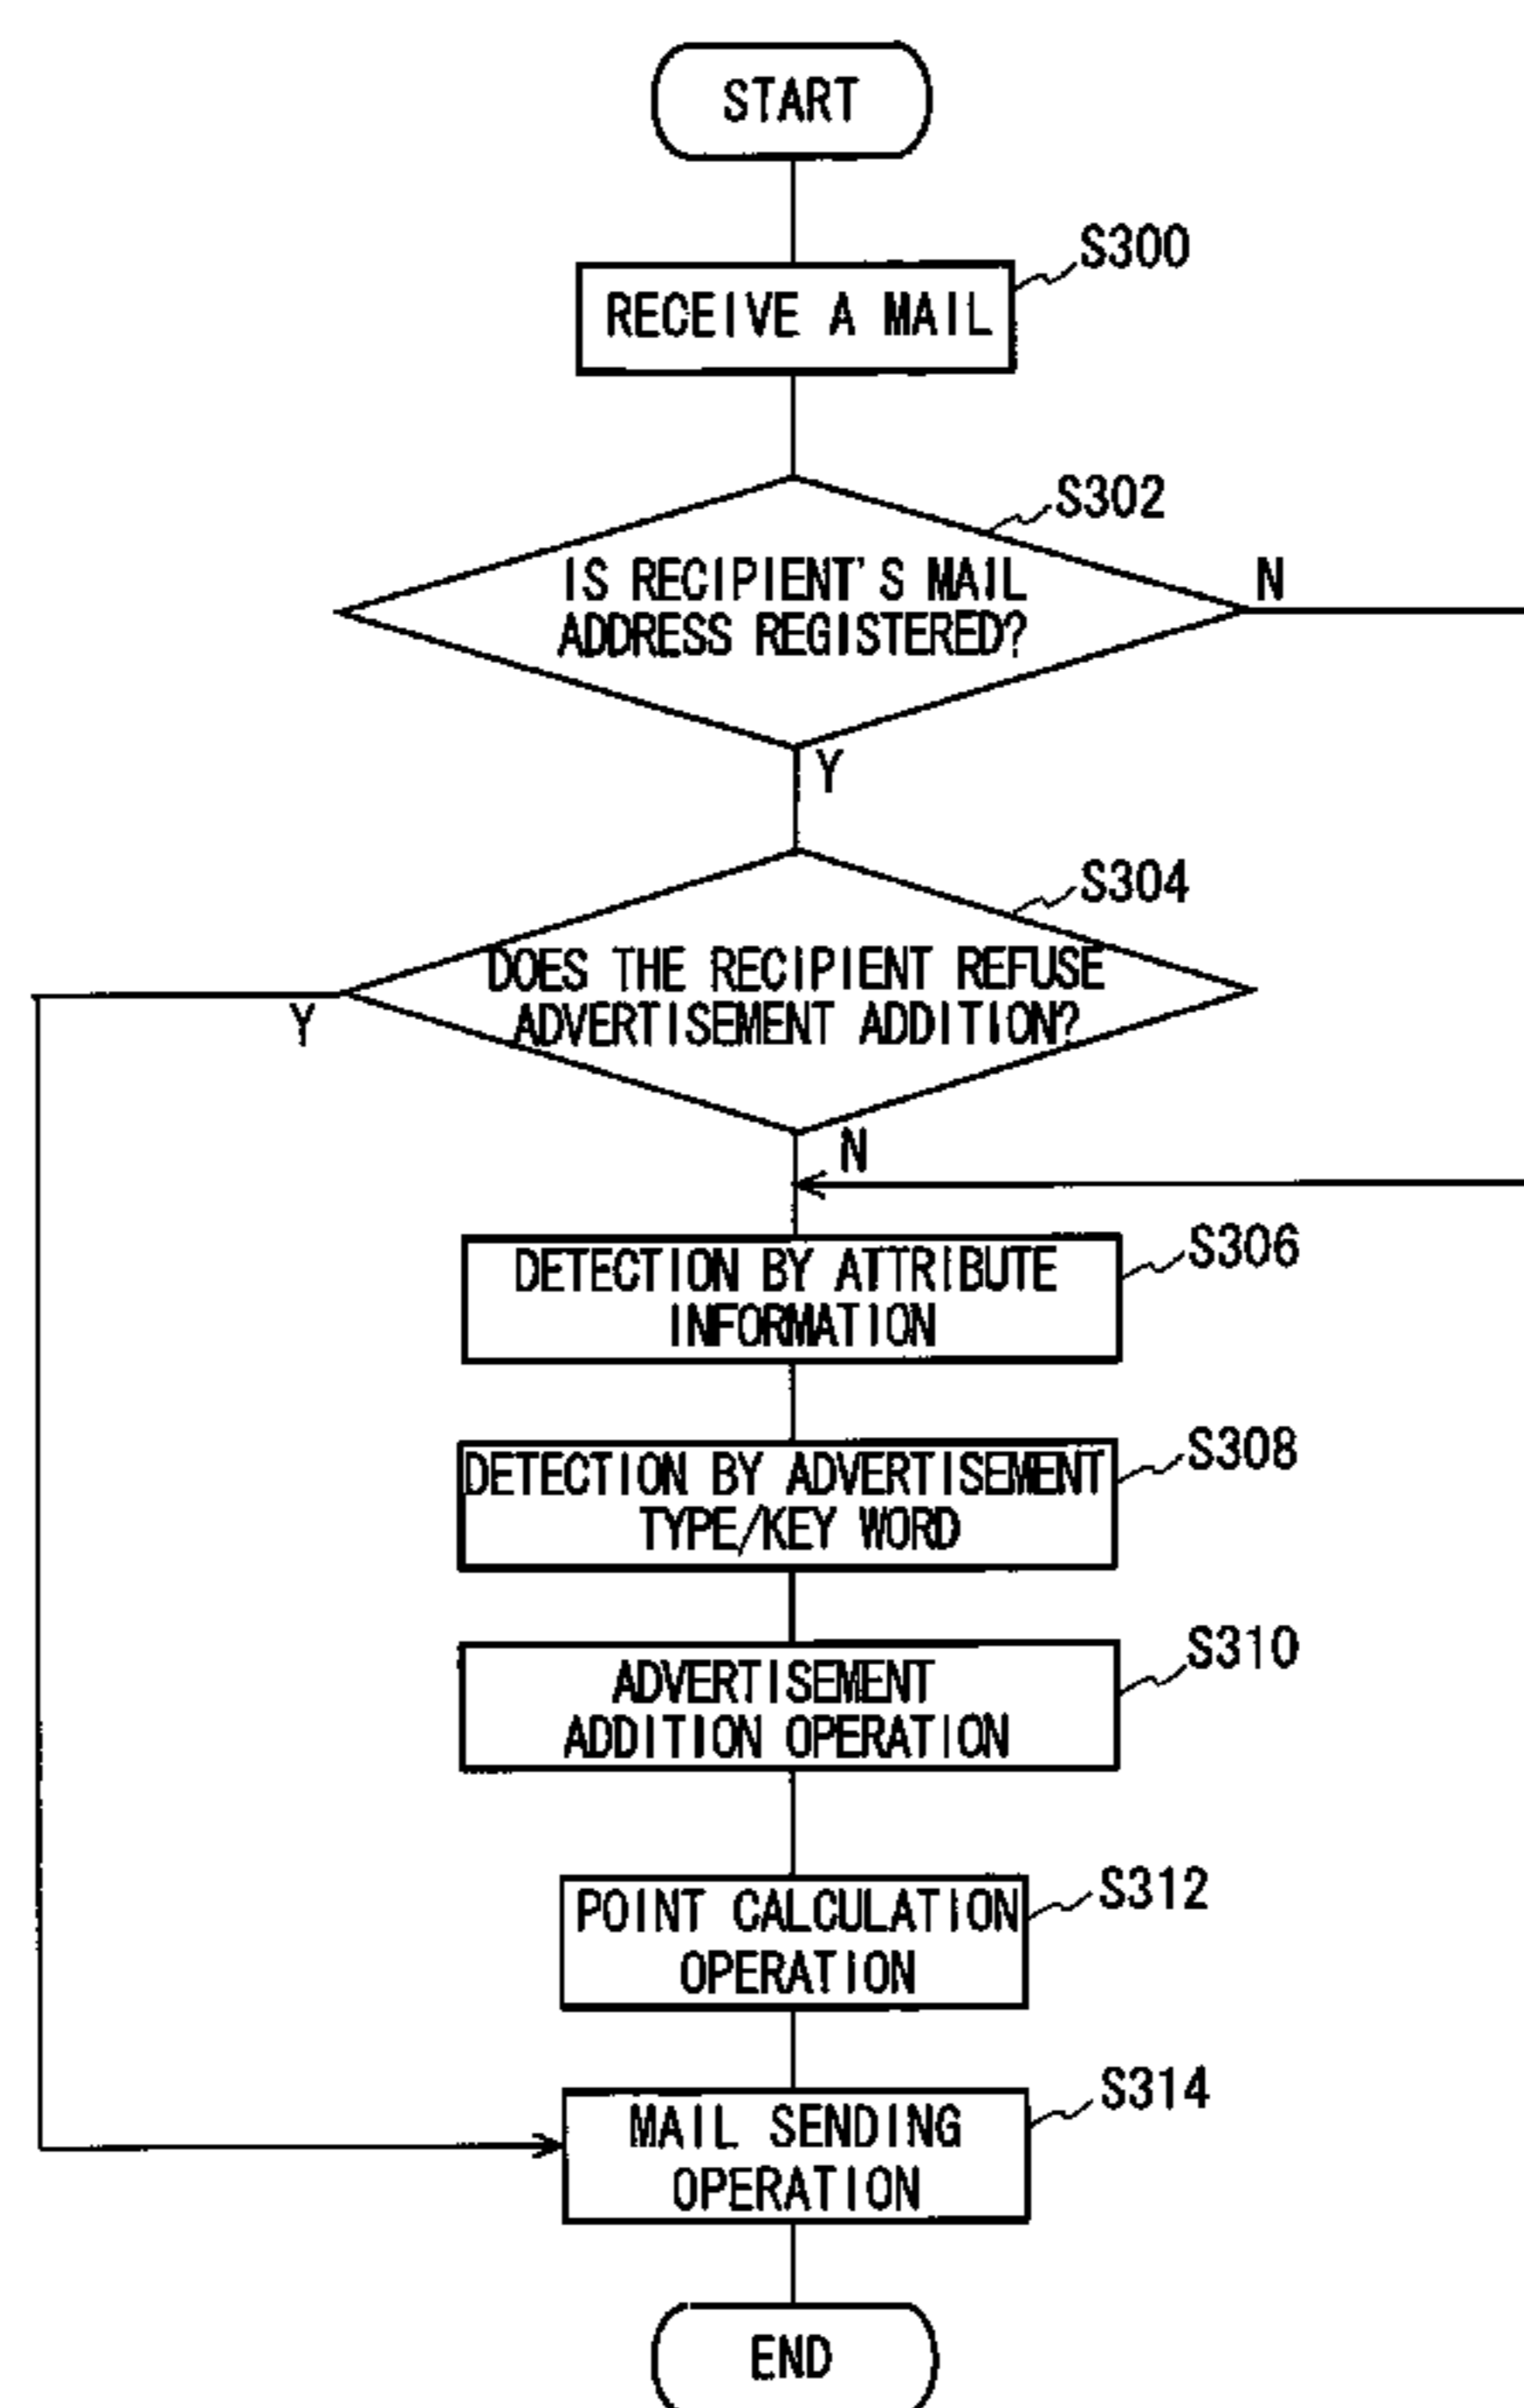 START
S300
RECEIVE A MAIL
S302
IS RECIPIENT'S MAIL
ADDRESS REGISTERED?
N
Y
S304
DOES THE RECIPIENT REFUSE
ADVERTISEMENT ADDITION?
Y
N
S306
DETECTION BY ATTRIBUTE
INFORMATION
S308
DETECTION BY ADVERTISEMENT
TYPE/KEY WORD
S310
ADVERTISEMENT
ADDITION OPERATION
S312
POINT CALCULATION
OPERATION
S314
MAIL SENDING
OPERATION
END